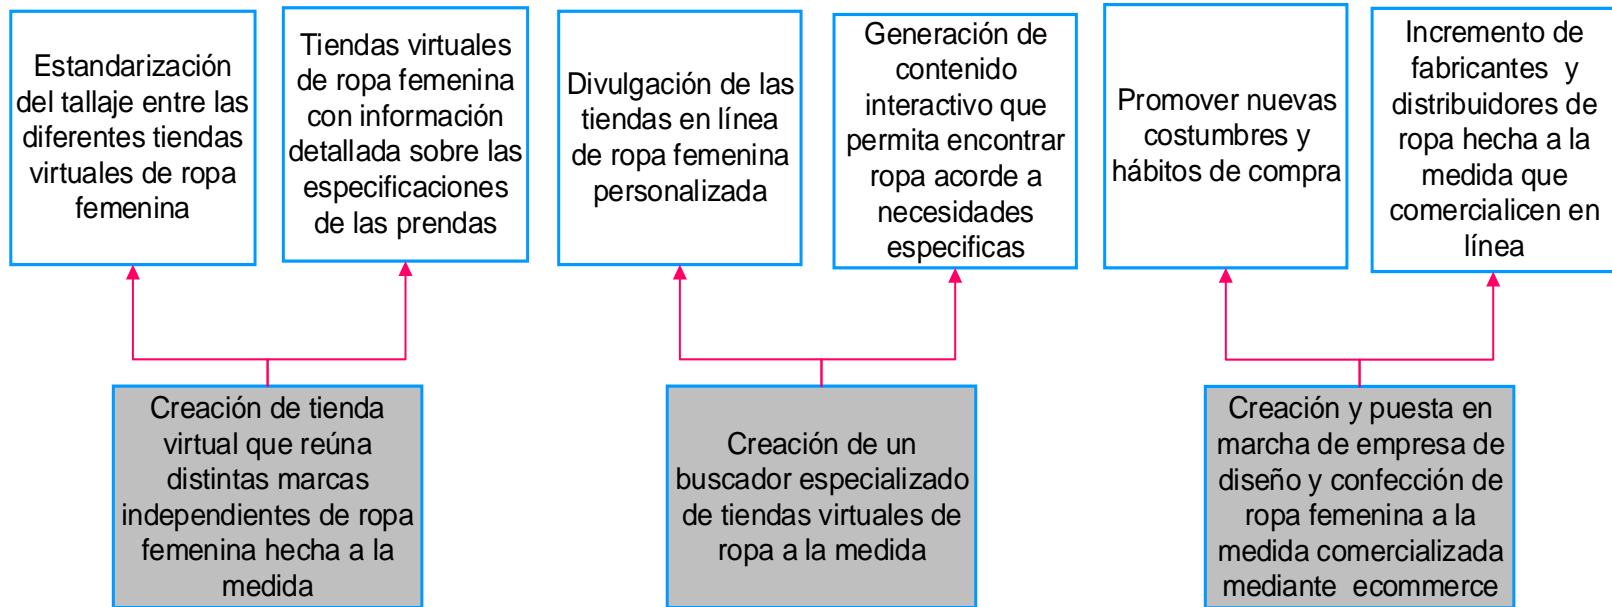 Estandarización
del tallaje entre las
diferentes tiendas
virtuales de ropa
femenina
Tiendas virtuales
de ropa femenina
con información
detallada sobre las
especificaciones
de las prendas
Divulgación de las
tiendas en línea
de ropa femenina
personalizada
Generación de
contenido
interactivo que
permita encontrar
ropa acorde a
necesidades
especificas
Promover nuevas
costumbres y
hábitos de compra
Incremento de
fabricantes y
distribuidores de
ropa hecha a la
medida que
comercialicen en
línea
Creación de tienda
virtual que reúna
distintas marcas
independientes de ropa
femenina hecha a la
medida
Creación de un
buscador especializado
de tiendas virtuales de
ropa a la medida
Creación y puesta en
marcha de empresa de
diseño y confección de
ropa femenina a la
medida comercializada
mediante ecommerce